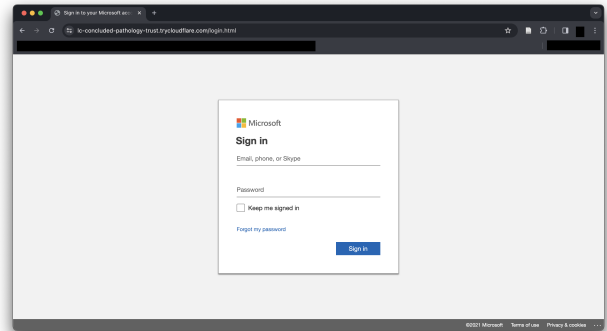 Sign in to your Microsoft acc
lc-concluded-pathology-trust.trycloudflare.com/login.html
Microsoft
Sign in
Email, phone, or Skype
Password
Keep me signed in
Forgot my password
Sign in
©2021 Microsoft Terms of use Privacy & cookies ...